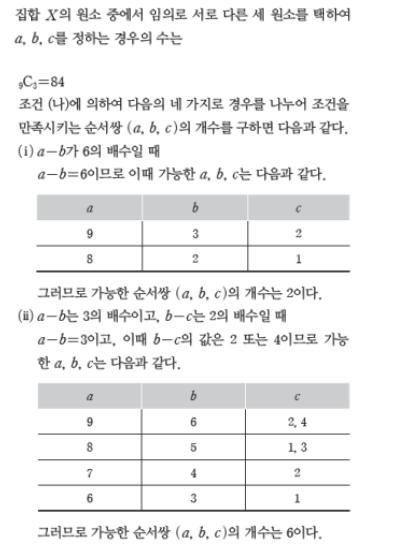 집합 X의 원소 중에서 임의로 서로 다른 세 원소를 택하여
a, b, c를 정하는 경우의 수는
₉C₃=84
조건 (나)에 의하여 다음의 네 가지로 경우를 나누어 조건을
만족시키는 순서쌍 (a, b, c)의 개수를 구하면 다음과 같다.
(i) a-b가 6의 배수일 때
a-b=6이므로 이때 가능한 a, b, c는 다음과 같다.
a b c
9 3 2
8 2 1
그러므로 가능한 순서쌍 (a, b, c)의 개수는 2이다.
(ii) a-b는 3의 배수이고, b-c는 2의 배수일 때
a-b=3이고, 이때 b-c의 값은 2 또는 4이므로 가능
한 a, b, c는 다음과 같다.
a b c
9 6 2, 4
8 5 1, 3
7 4 2
6 3 1
그러므로 가능한 순서쌍 (a, b, c)의 개수는 6이다.